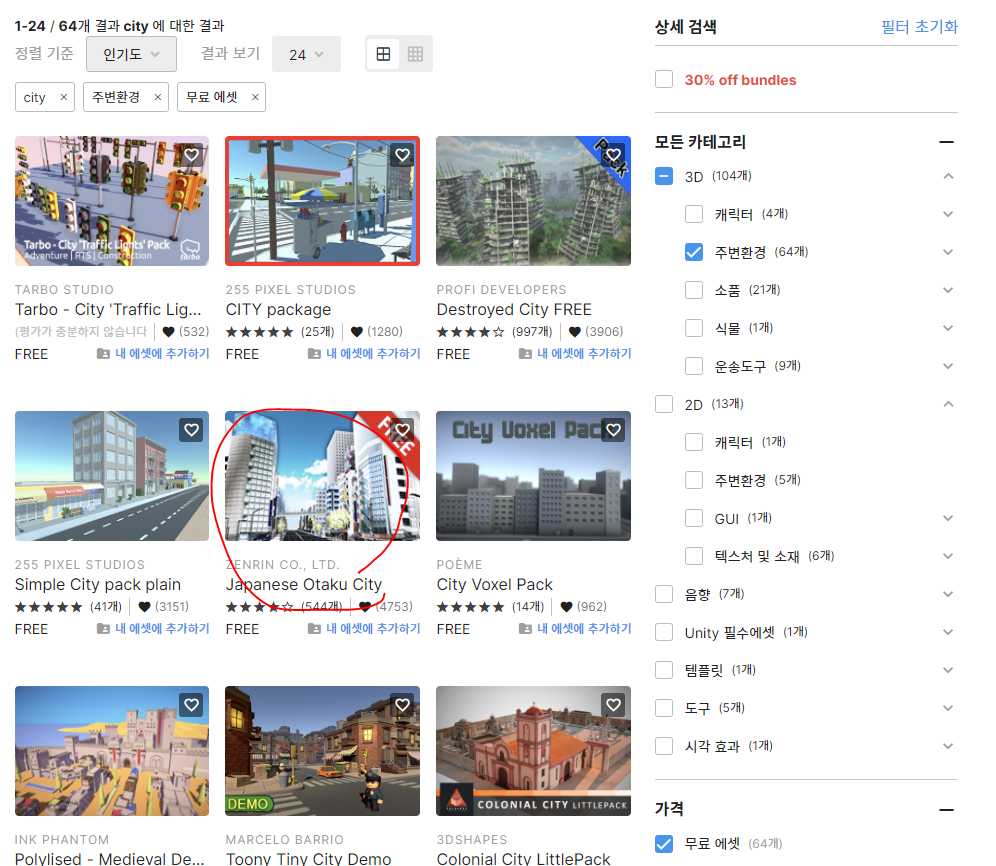 1-24 / 64개 결과 city 에 대한 결과
정렬 기준 인기도 결과 보기 24
city × 주변환경 × 무료 에셋 ×
Tarbo - City 'Traffic Lights' Pack
Adventure | RTS | Construction
tarbo
TARBO STUDIO
Tarbo - City 'Traffic Lig...
(평가가 충분하지 않습니다 (532)
FREE 내 에셋에 추가하기
255 PIXEL STUDIOS
CITY package
★★★★★ (25개) (1280)
FREE 내 에셋에 추가하기
Pack
PROFI DEVELOPERS
Destroyed City FREE
★★★★☆ (997개) (3906)
FREE 내 에셋에 추가하기
255 PIXEL STUDIOS
Simple City pack plain
★★★★★ (41개) (3151)
FREE 내 에셋에 추가하기
FREE
ZENRIN CO., LTD.
Japanese Otaku City
★★★★☆ (544개) (4753)
FREE 내 에셋에 추가하기
City Voxel Pack
POÈME
City Voxel Pack
★★★★★ (14개) (962)
FREE 내 에셋에 추가하기
INK PHANTOM
Polylised - Medieval De...
DEMO
MARCELO BARRIO
Toony Tiny City Demo
COLONIAL CITY LITTLEPACK
3DSHAPES
Colonial City LittlePack
상세 검색 필터 초기화
30% off bundles
모든 카테고리
3D (104개)
캐릭터 (4개)
주변환경 (64개)
소품 (21개)
식물 (1개)
운송도구 (9개)
2D (13개)
캐릭터 (1개)
주변환경 (5개)
GUI (1개)
텍스처 및 소재 (6개)
음향 (7개)
Unity 필수에셋 (1개)
템플릿 (1개)
도구 (5개)
시각 효과 (1개)
가격
무료 에셋 (64개)